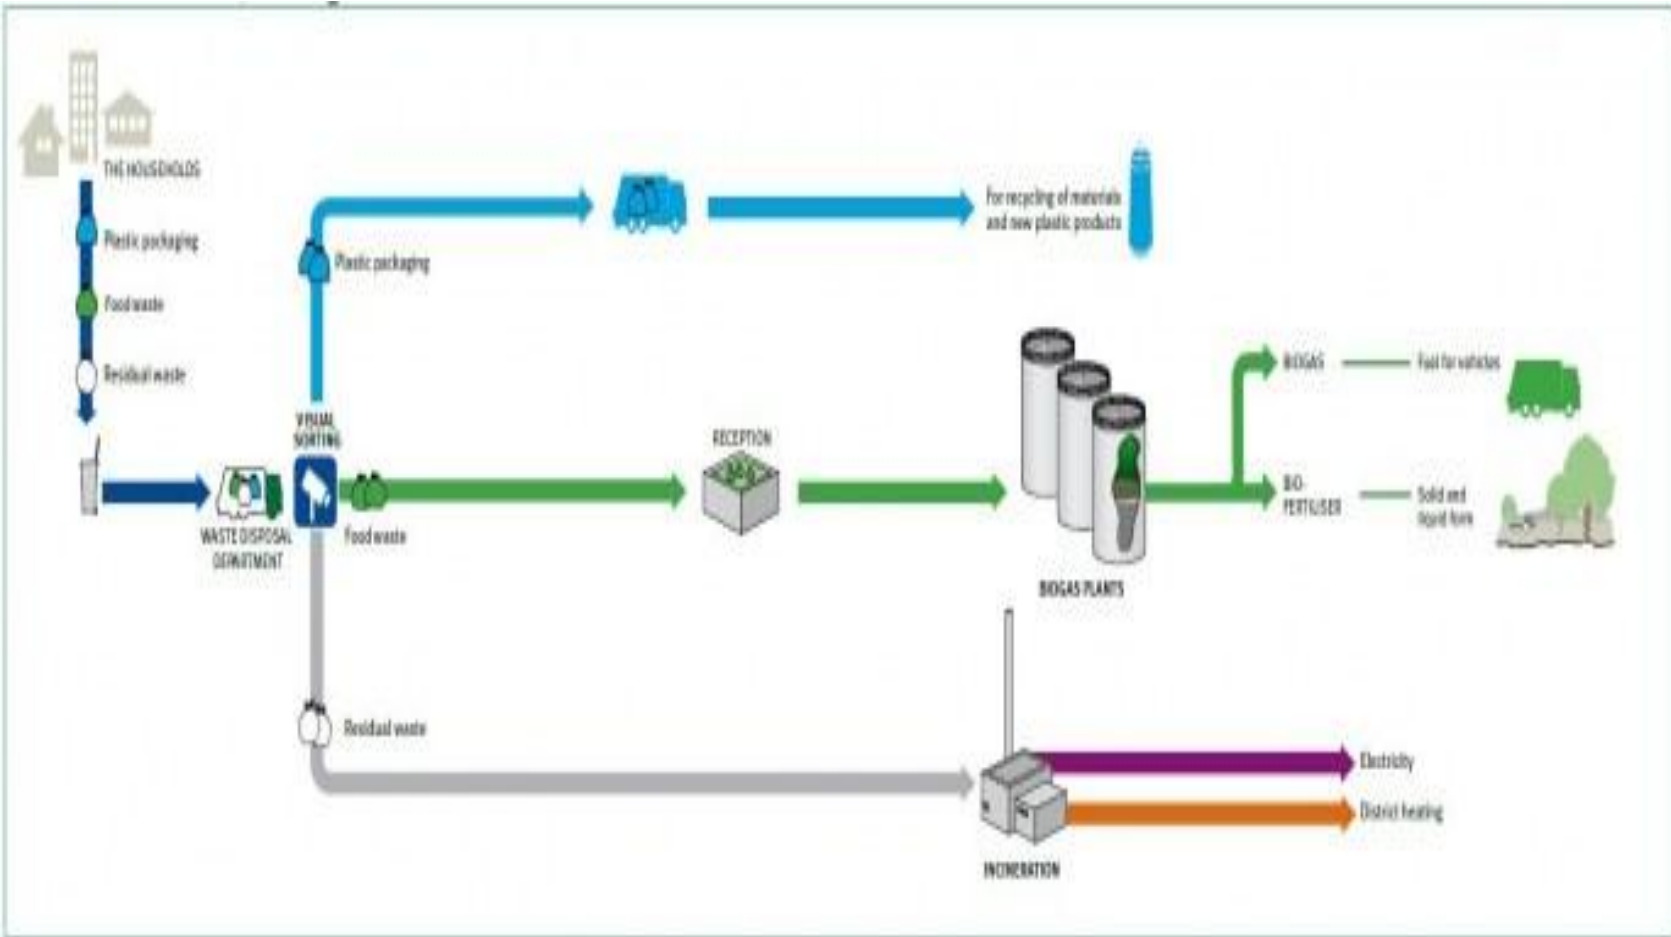 THE HOUSEHOLDS
Plastic packaging
Food waste
Residual waste
Plastic packaging
For recycling of materials
and new plastic products
VISUAL
SORTING
WASTE DISPOSAL
DEPARTMENT
Food waste
RECEPTION
BIOGAS PLANTS
BIOGAS
Fuel for vehicles
BIO-
FERTILISER
Solid and
liquid form
Residual waste
INCINERATION
Electricity
District heating